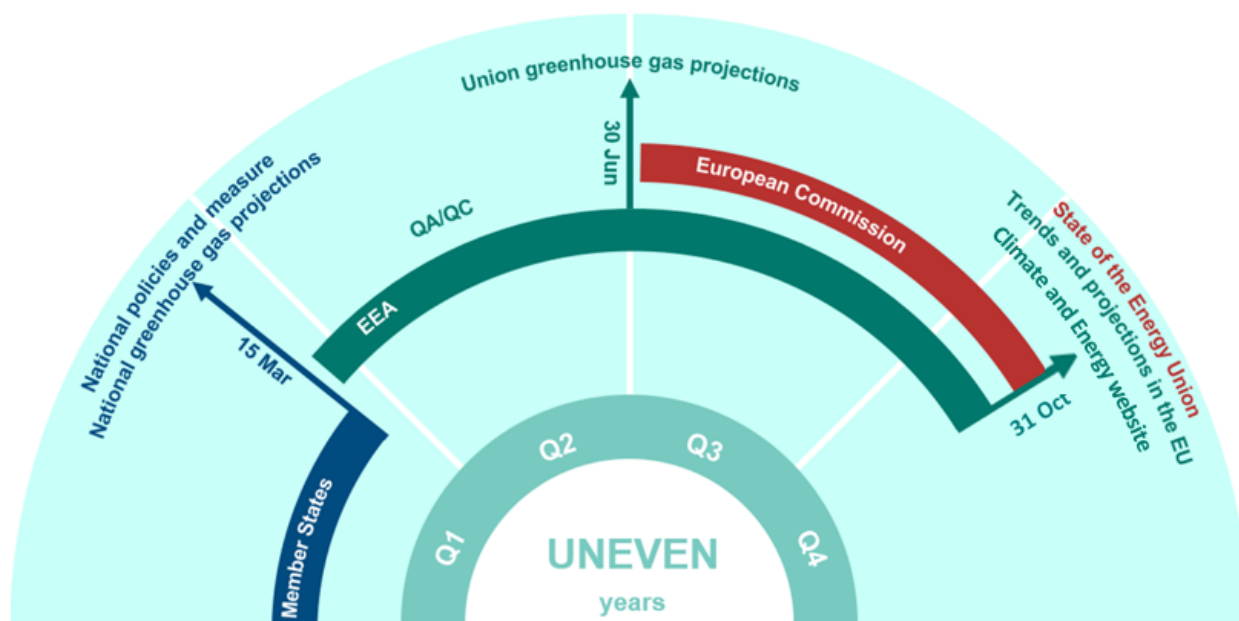 Union greenhouse gas projections
30 Jun
European Commission
National policies and measure
National greenhouse gas projections
QA/QC
State of the Energy Union
Trends and projections in the EU
Climate and Energy website
EEA
15 Mar
31 Oct
Member States
Q1
Q2
Q3
Q4
UNEVEN
years